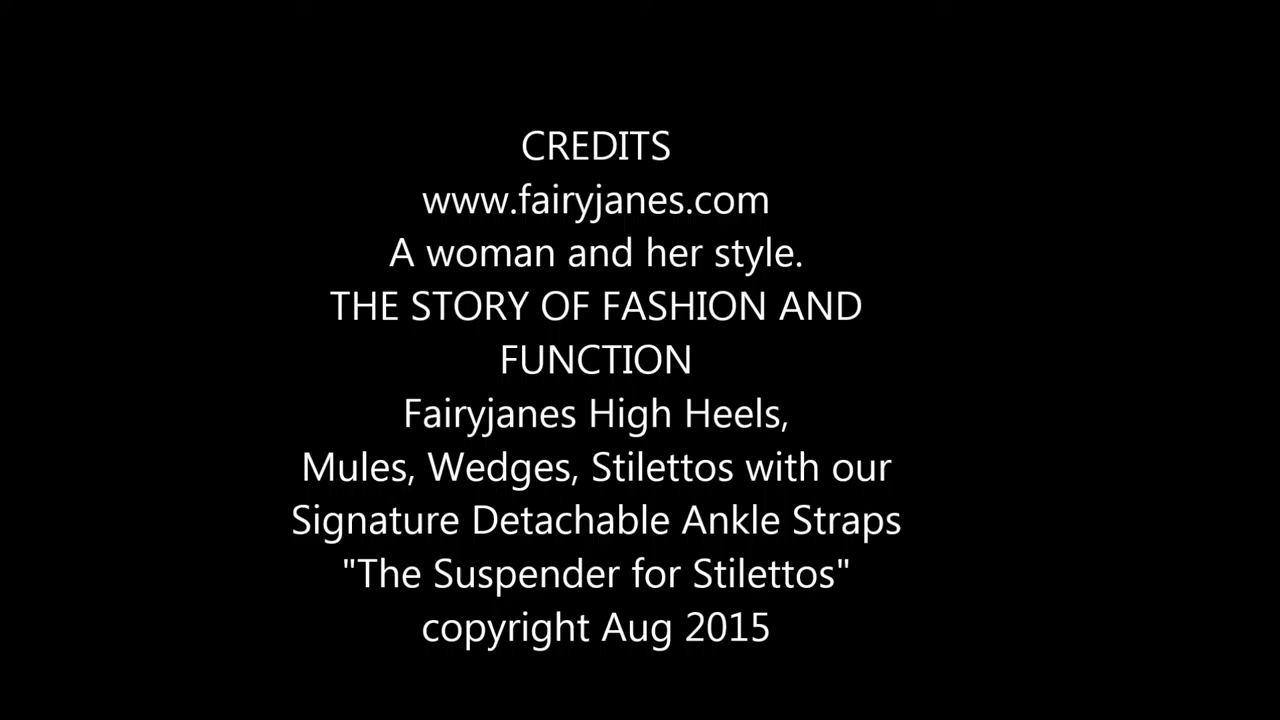 CREDITS
www.fairyjanes.com
A woman and her style.
THE STORY OF FASHION AND
FUNCTION
Fairyjanes High Heels,
Mules, Wedges, Stilettos with our
Signature Detachable Ankle Straps
"The Suspender for Stilettos"
copyright Aug 2015